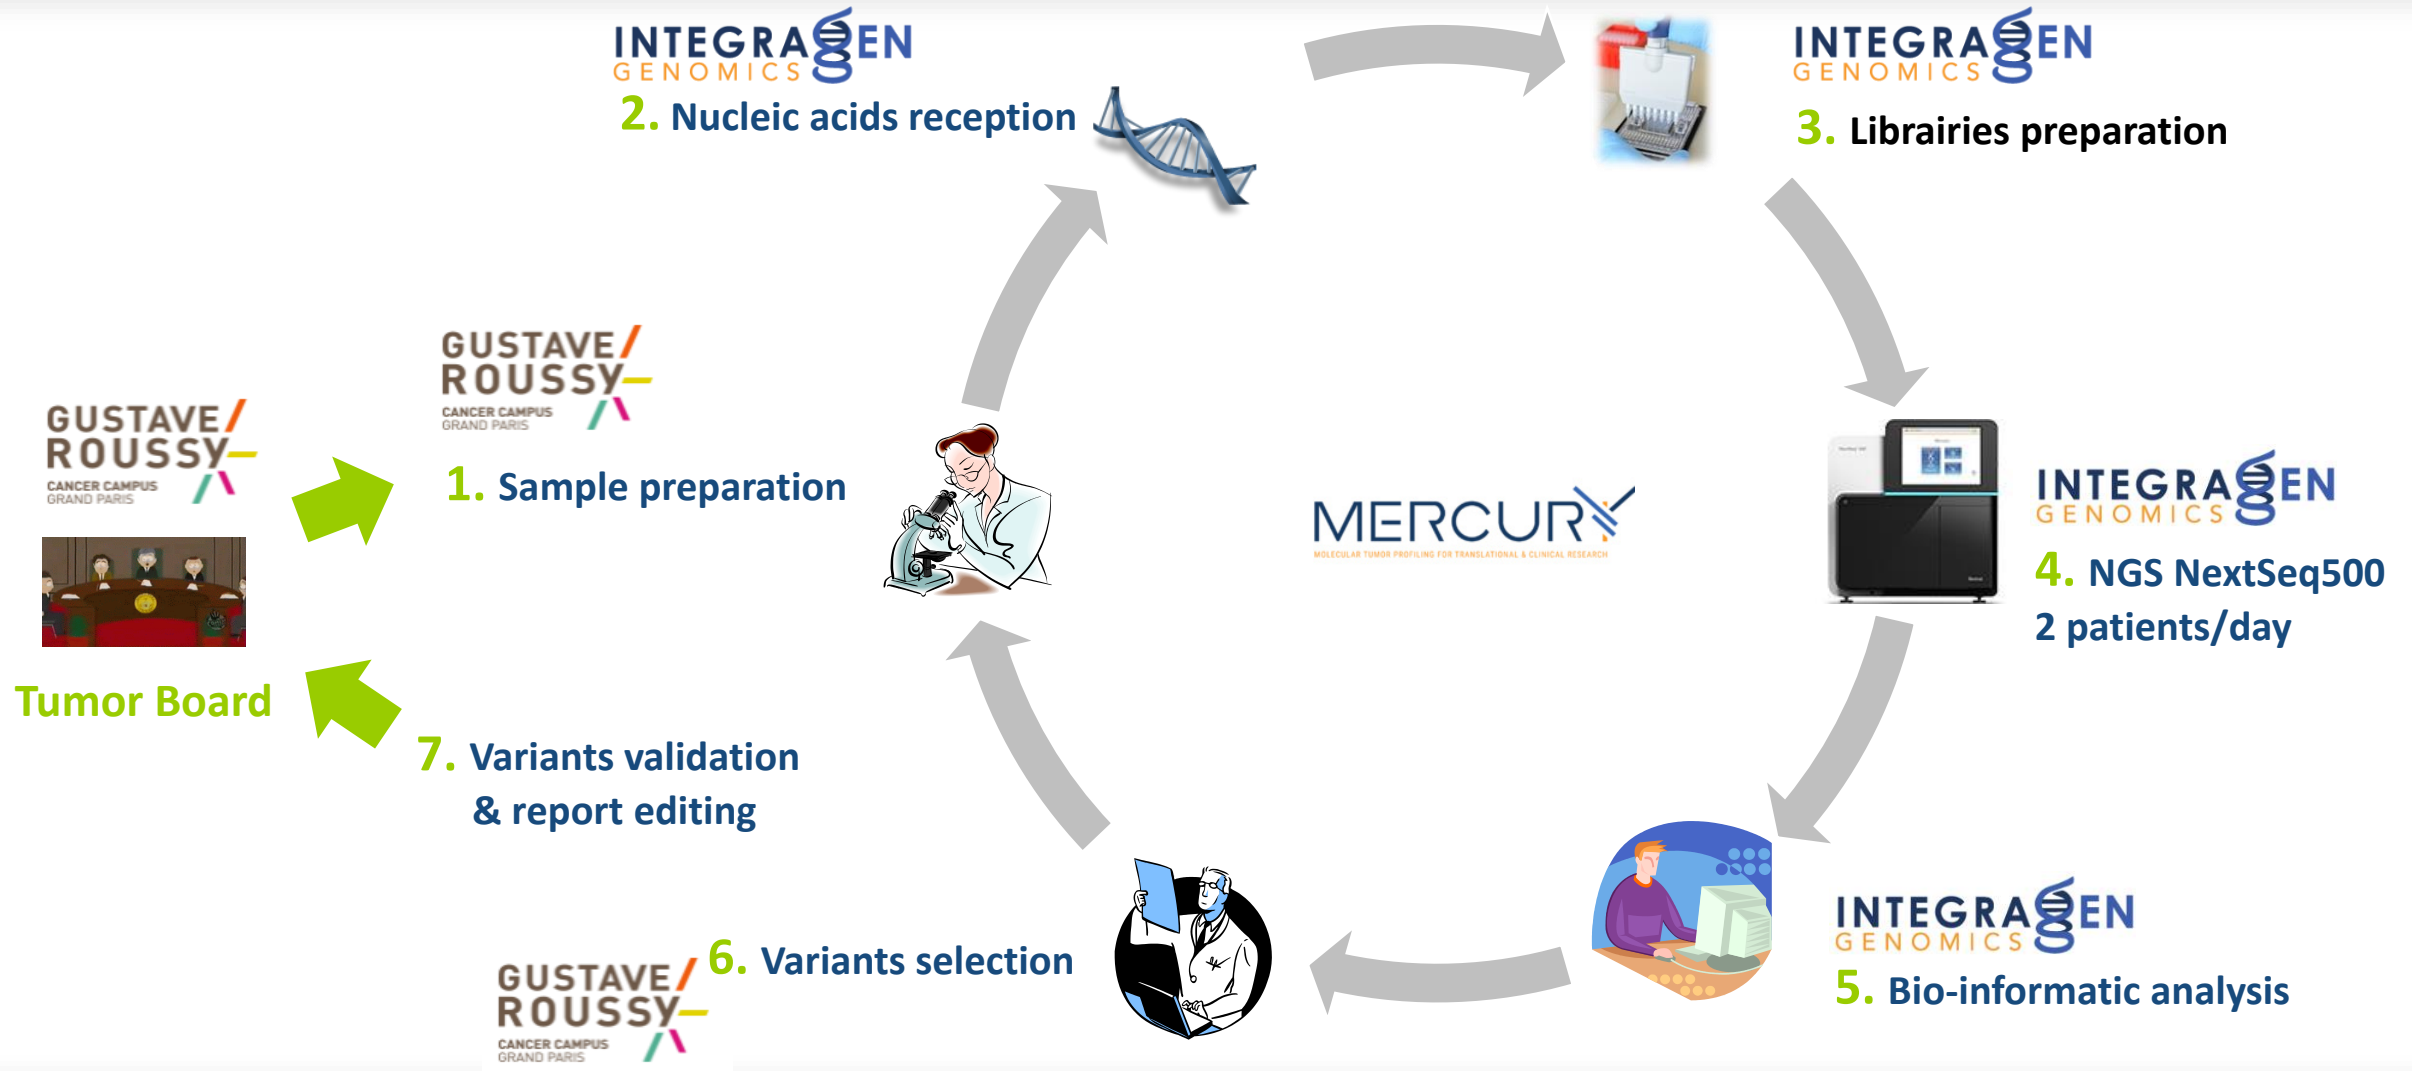 INTEGRAGEN
GENOMICS
2. Nucleic acids reception
INTEGRAGEN
GENOMICS
3. Librairies preparation
GUSTAVE
ROUSSY
CANCER CAMPUS
GRAND PARIS
1. Sample preparation
GUSTAVE
ROUSSY
CANCER CAMPUS
GRAND PARIS
Tumor Board
MERCURY
MOLECULAR TUMOR PROFILING FOR TRANSLATIONAL & CLINICAL RESEARCH
INTEGRAGEN
GENOMICS
4. NGS NextSeq500
2 patients/day
7. Variants validation
& report editing
6. Variants selection
GUSTAVE
ROUSSY
CANCER CAMPUS
GRAND PARIS
INTEGRAGEN
GENOMICS
5. Bio-informatic analysis